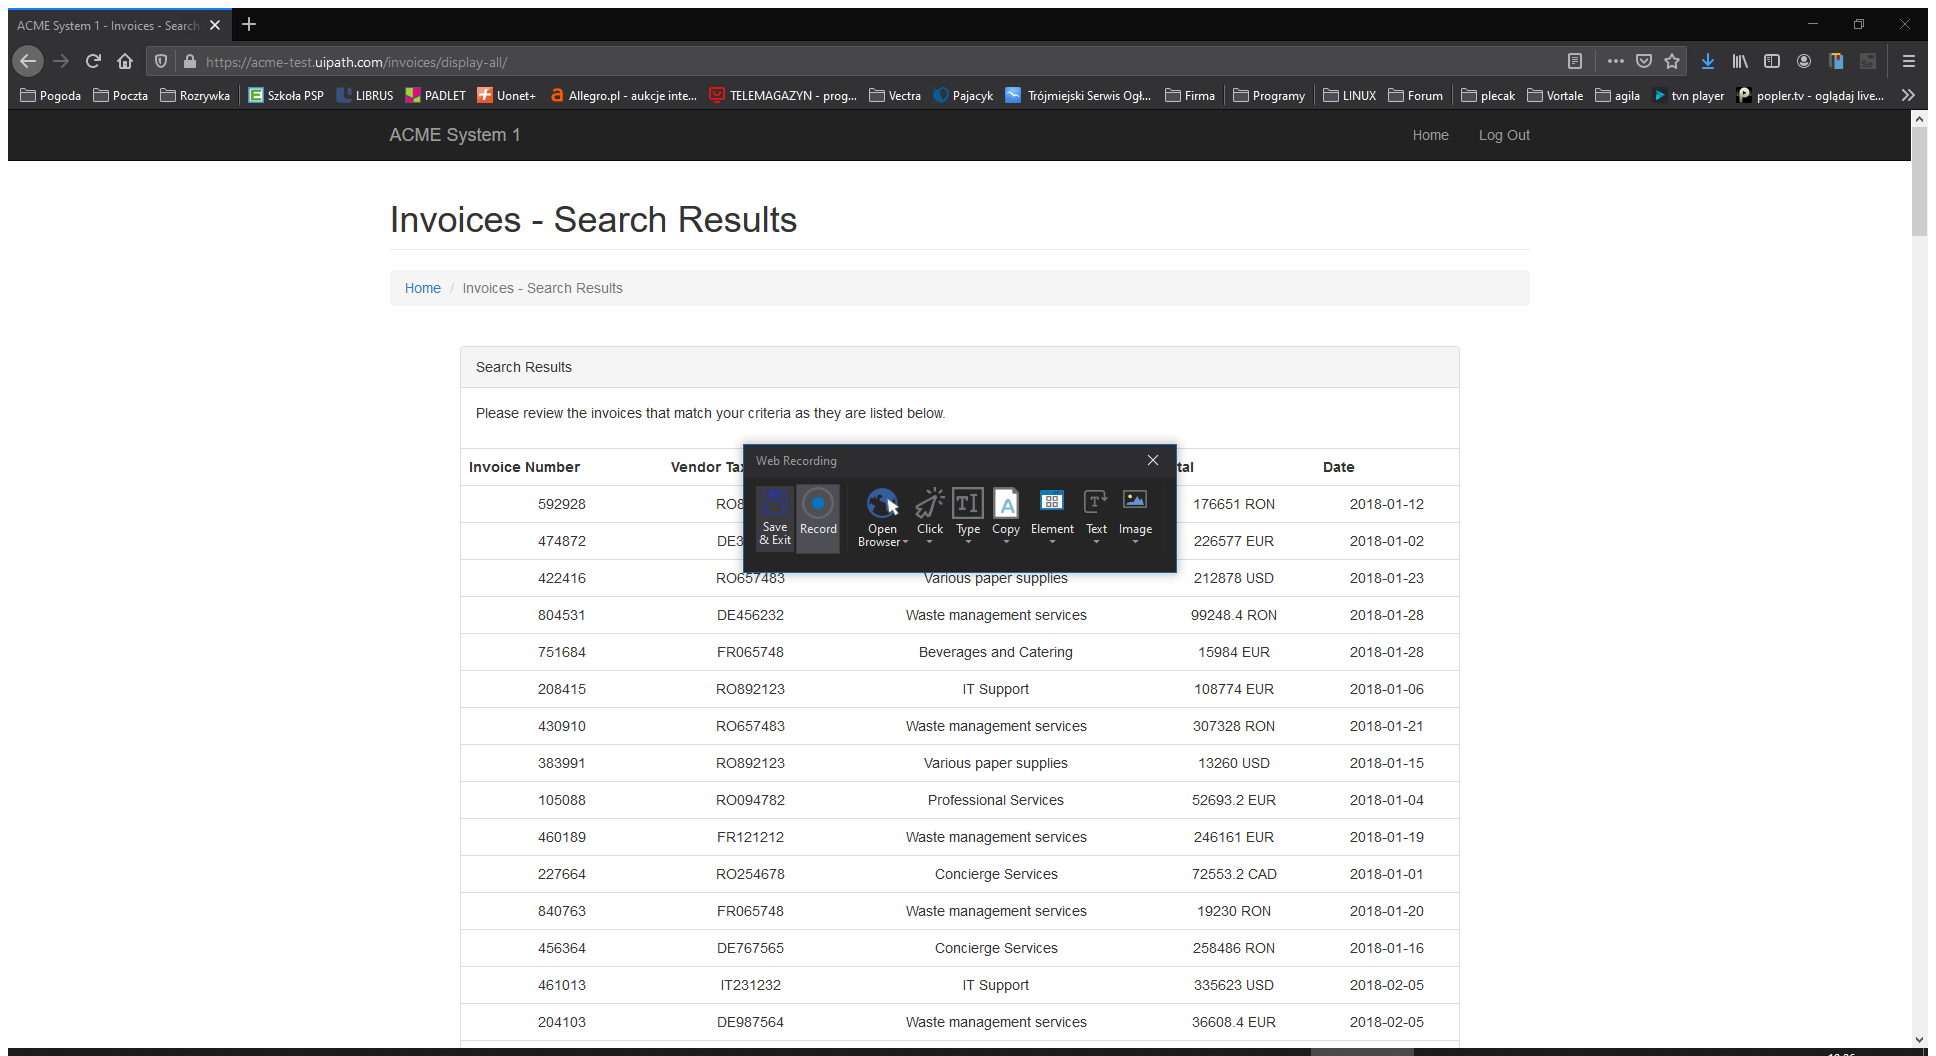 ACME System 1 - Invoices - Search
https://acme-test.uipath.com/invoices/display-all/
Pogoda Poczta Rozrywka Szkoła PSP LIBRUS PADLET Uonet+ Allegro.pl - aukcje inte... TELEMAGAZYN - prog... Vectra Pajacyk Trójmiejski Serwis Ogł... Firma Programy LINUX Forum plecak Vortale agila tvn player popler.tv - oglądaj live...
ACME System 1 Home Log Out
Invoices - Search Results
Home / Invoices - Search Results
Search Results
Please review the invoices that match your criteria as they are listed below.
Invoice Number Vendor Date
Web Recording
Save & Exit Record Open Browser Click Type Copy Element Text Image
592928 176651 RON 2018-01-12
474872 226577 EUR 2018-01-02
422416 RO657483 Various paper supplies 212878 USD 2018-01-23
804531 DE456232 Waste management services 99248.4 RON 2018-01-28
751684 FR065748 Beverages and Catering 15984 EUR 2018-01-28
208415 RO892123 IT Support 108774 EUR 2018-01-06
430910 RO657483 Waste management services 307328 RON 2018-01-21
383991 RO892123 Various paper supplies 13260 USD 2018-01-15
105088 RO094782 Professional Services 52693.2 EUR 2018-01-04
460189 FR121212 Waste management services 246161 EUR 2018-01-19
227664 RO254678 Concierge Services 72553.2 CAD 2018-01-01
840763 FR065748 Waste management services 19230 RON 2018-01-20
456364 DE767565 Concierge Services 258486 RON 2018-01-16
461013 IT231232 IT Support 335623 USD 2018-02-05
204103 DE987564 Waste management services 36608.4 EUR 2018-02-05